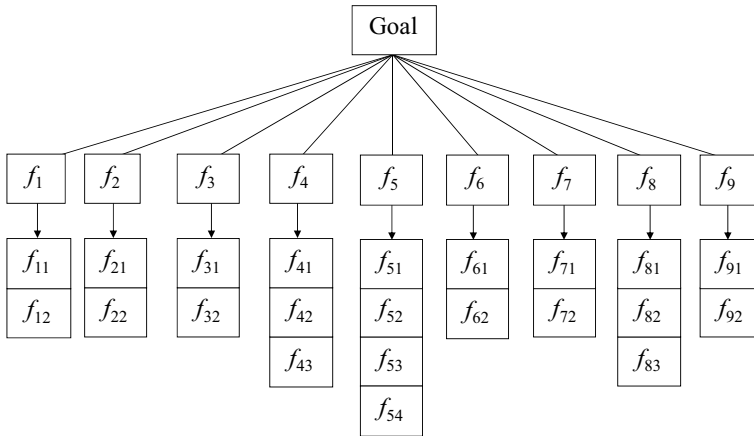 Goal
f₁ f₂ f₃ f₄ f₅ f₆ f₇ f₈ f₉
f₁₁ f₂₁ f₃₁ f₄₁ f₅₁ f₆₁ f₇₁ f₈₁ f₉₁
f₁₂ f₂₂ f₃₂ f₄₂ f₅₂ f₆₂ f₇₂ f₈₂ f₉₂
f₄₃ f₅₃ f₈₃
f₅₄